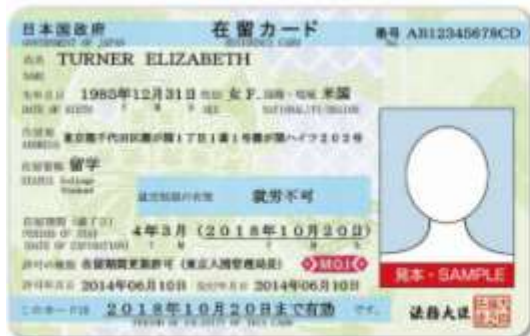 日本国政府 在留カード 番号 AB12345678CD
GOVERNMENT OF JAPAN RESIDENCE CARD NO.
氏名 TURNER ELIZABETH
NAME
生年月日 1985年12月31日 性別 女 F. 国籍・地域 米国
DATE OF BIRTH Y M D SEX NATIONALITY/REGION
住居地 東京都千代田区霞が関1丁目1番1号霞が関ハイツ202号
ADDRESS
在留資格 留学
STATUS College Student
就労制限の有無 就労不可
在留期間(満了日) 4年3月(2018年10月20日)
PERIOD OF STAY
(DATE OF EXPIRATION) Y M Y M D
許可の種類 在留期間更新許可(東京入国管理局長) MOJ
許可年月日 2014年06月10日 交付年月日 2014年06月10日
見本・SAMPLE
このカードは 2018年10月20日まで有効 です。
PERIOD OF VALIDITY OF THIS CARD
法務大臣